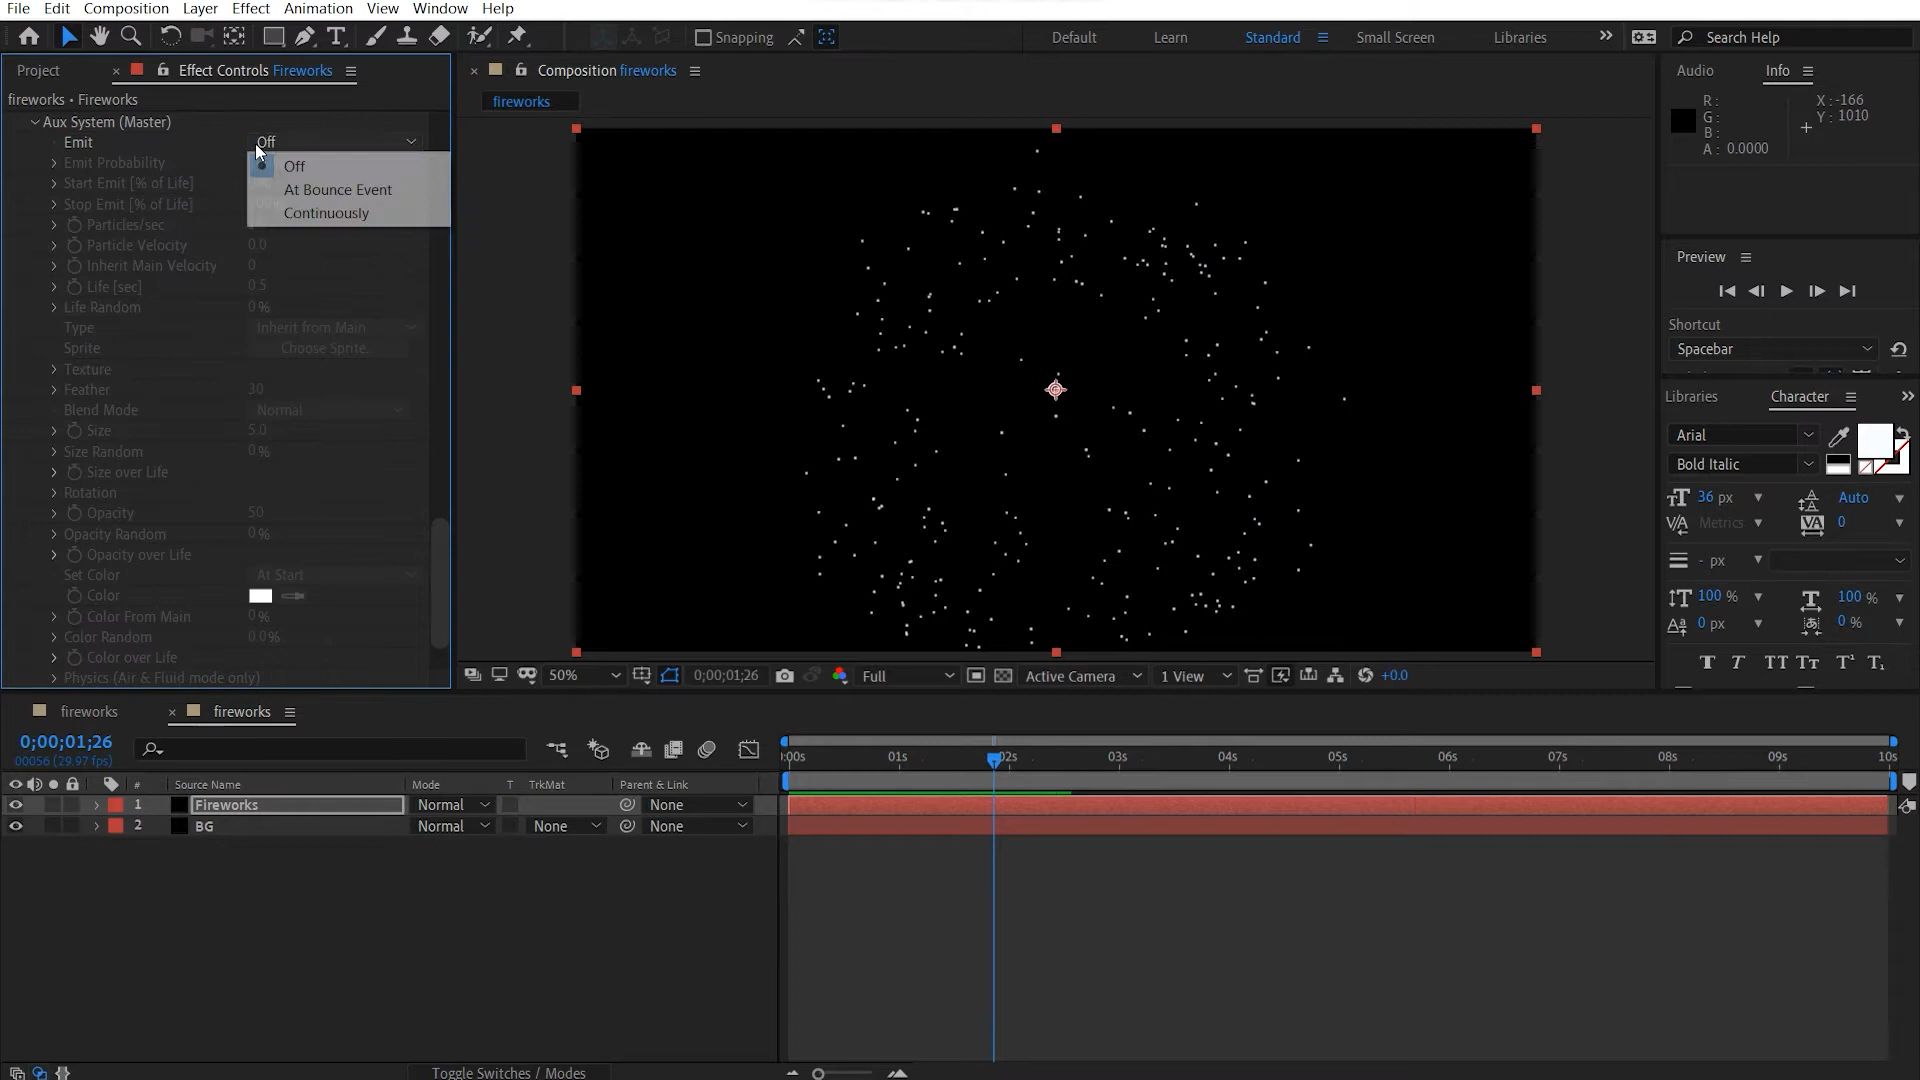 File Edit Composition Layer Effect Animation View Window Help
Snapping Default Learn Standard Small Screen Libraries Search Help
Project Effect Controls Fireworks
fireworks • Fireworks
Aux System (Master)
Emit Off
Off
At Bounce Event
Continuously
Emit Probability
Start Emit [% of Life]
Stop Emit [% of Life]
Particles/sec
Particle Velocity 0.0
Inherit Main Velocity 0
Life [sec] 0.5
Life Random 0%
Type Inherit from Main
Sprite Choose Sprite.
Texture
Feather 30
Blend Mode Normal
Size 5.0
Size Random 0%
Size over Life
Rotation
Opacity 50
Opacity Random 0%
Opacity over Life
Set Color At Start
Color
Color From Main 0%
Color Random 0.0%
Color over Life
Physics (Air & Fluid mode only)
Composition fireworks
fireworks
50% 0;00;01;26 Full Active Camera 1 View +0.0
Audio Info
R: X: -166
G: Y: 1010
B:
A: 0.0000
Preview
Shortcut
Spacebar
Libraries Character
Arial
Bold Italic
36 px Auto
Metrics 0
- px
100 % 100 %
0 px 0 %
fireworks fireworks
0;00;01;26
00056 (29.97 fps)
# Source Name Mode T TrkMat Parent & Link
1 Fireworks Normal None
2 BG Normal None None
:00s 01s 02s 03s 04s 05s 06s 07s 08s 09s 10s
Toggle Switches / Modes